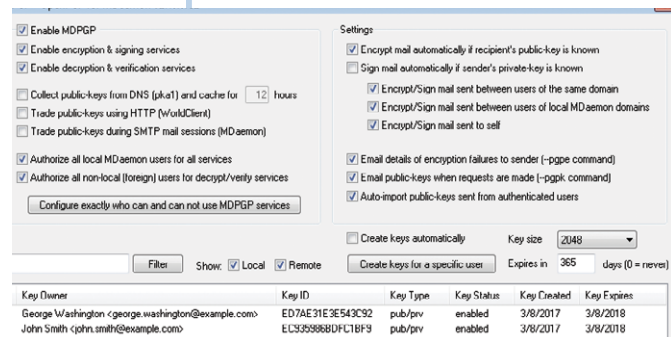 Enable MDPGP
Enable encryption & signing services
Enable decryption & verification services
Collect public-keys from DNS (pka1) and cache for 12 hours
Trade public-keys using HTTP (WorldClient)
Trade public-keys during SMTP mail sessions (MDaemon)
Authorize all local MDaemon users for all services
Authorize all non-local (foreign) users for decrypt/verify services
Configure exactly who can and can not use MDPGP services
Settings
Encrypt mail automatically if recipient's public-key is known
Sign mail automatically if sender's private-key is known
Encrypt/Sign mail sent between users of the same domain
Encrypt/Sign mail sent between users of local MDaemon domains
Encrypt/Sign mail sent to self
Email details of encryption failures to sender (--pgpe command)
Email public-keys when requests are made (--pgpk command)
Auto-import public-keys sent from authenticated users
Create keys automatically Key size 2048
Filter Show: Local Remote Create keys for a specific user Expires in 365 days (0 = never)
Key Owner Key ID Key Type Key Status Key Created Key Expires
George Washington <george.washington@example.com> ED7AE31E3E543C92 pub/prv enabled 3/8/2017 3/8/2018
John Smith <john.smith@example.com> EC935986BDFC1BF9 pub/prv enabled 3/8/2017 3/8/2018